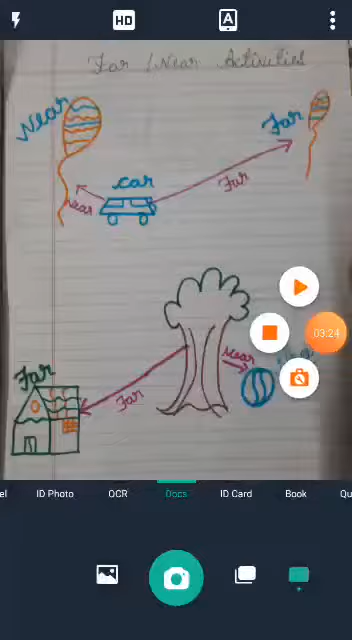 HD
A
Far / Near Activities
Near
Far
car
near
Far
03:24
near
Far
Far
ID Photo
OCR
Docs
ID Card
Book